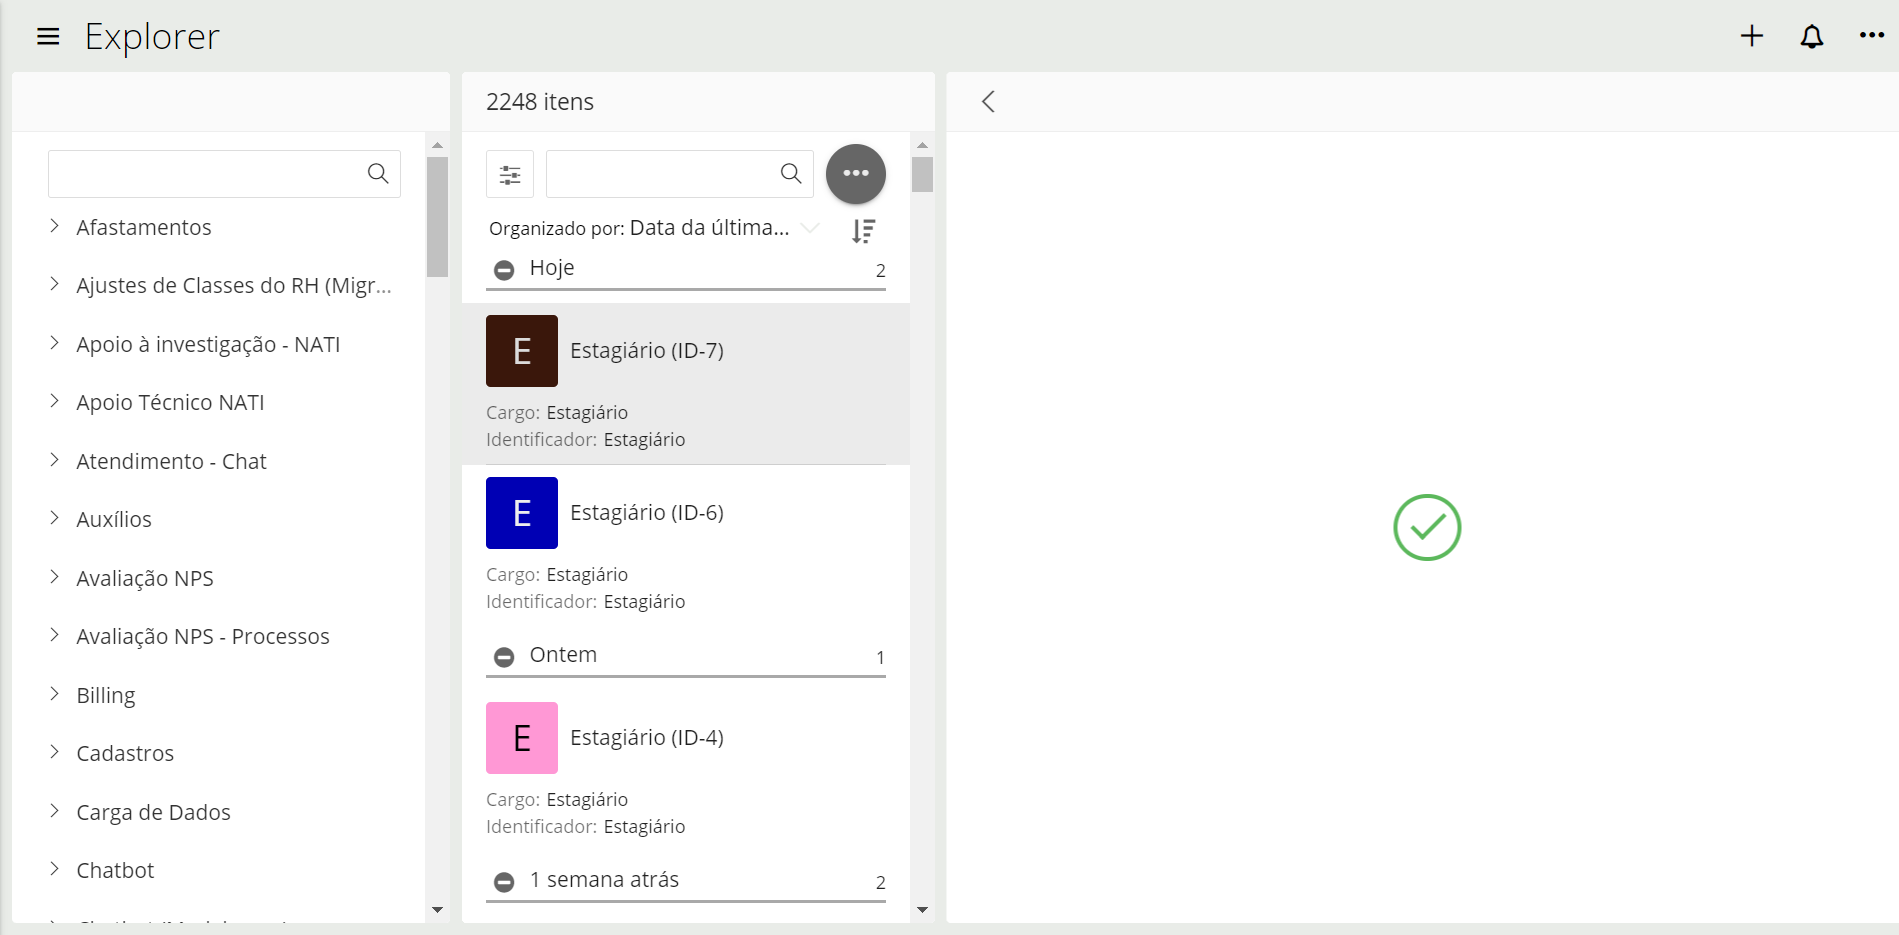 Explorer
2248 itens
Afastamentos
Ajustes de Classes do RH (Migr...
Apoio à investigação - NATI
Apoio Técnico NATI
Atendimento - Chat
Auxílios
Avaliação NPS
Avaliação NPS - Processos
Billing
Cadastros
Carga de Dados
Chatbot
Organizado por: Data da última...
Hoje 2
E Estagiário (ID-7)
Cargo: Estagiário
Identificador: Estagiário
E Estagiário (ID-6)
Cargo: Estagiário
Identificador: Estagiário
Ontem 1
E Estagiário (ID-4)
Cargo: Estagiário
Identificador: Estagiário
1 semana atrás 2